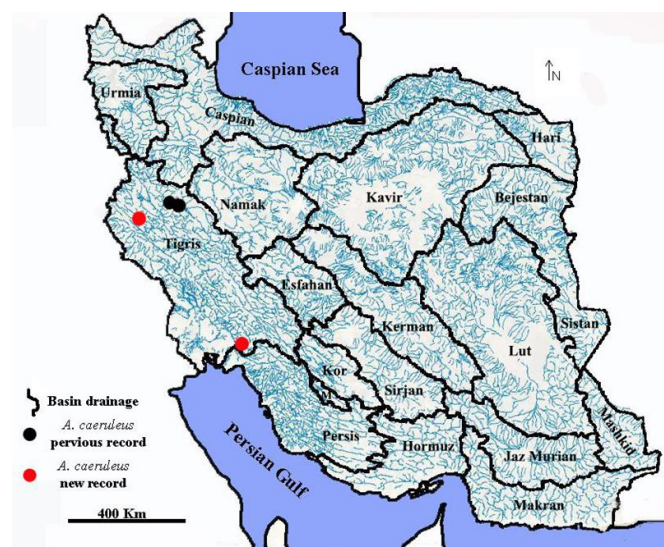 Caspian Sea
N
Urmia
Caspian
Hari
Namak
Kavir
Bejestan
Tigris
Esfahan
Kerman
Sistan
Lut
Kor
Sirjan
M
Basin drainage
A. caeruleus
pervious record
A. caeruleus
new record
Persis
Hormuz
Jaz Murian
Mashkid
Makran
Persian Gulf
400 Km